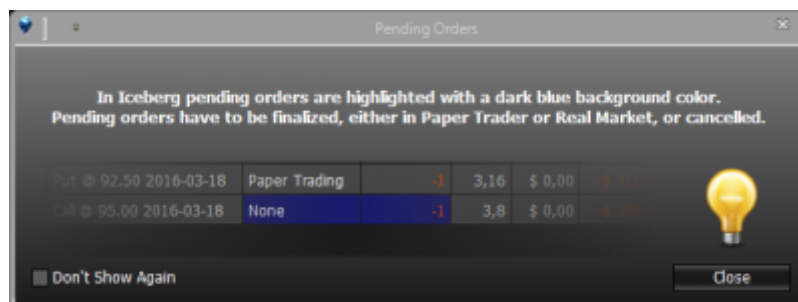 Pending Orders
In Iceberg pending orders are highlighted with a dark blue background color.
Pending orders have to be finalized, either in Paper Trader or Real Market, or cancelled.
Put @ 92.50 2016-03-18 Paper Trading -1 3,16 $ 0,00
Call @ 95.00 2016-03-18 None -1 3,8 $ 0,00
Don't Show Again
Close